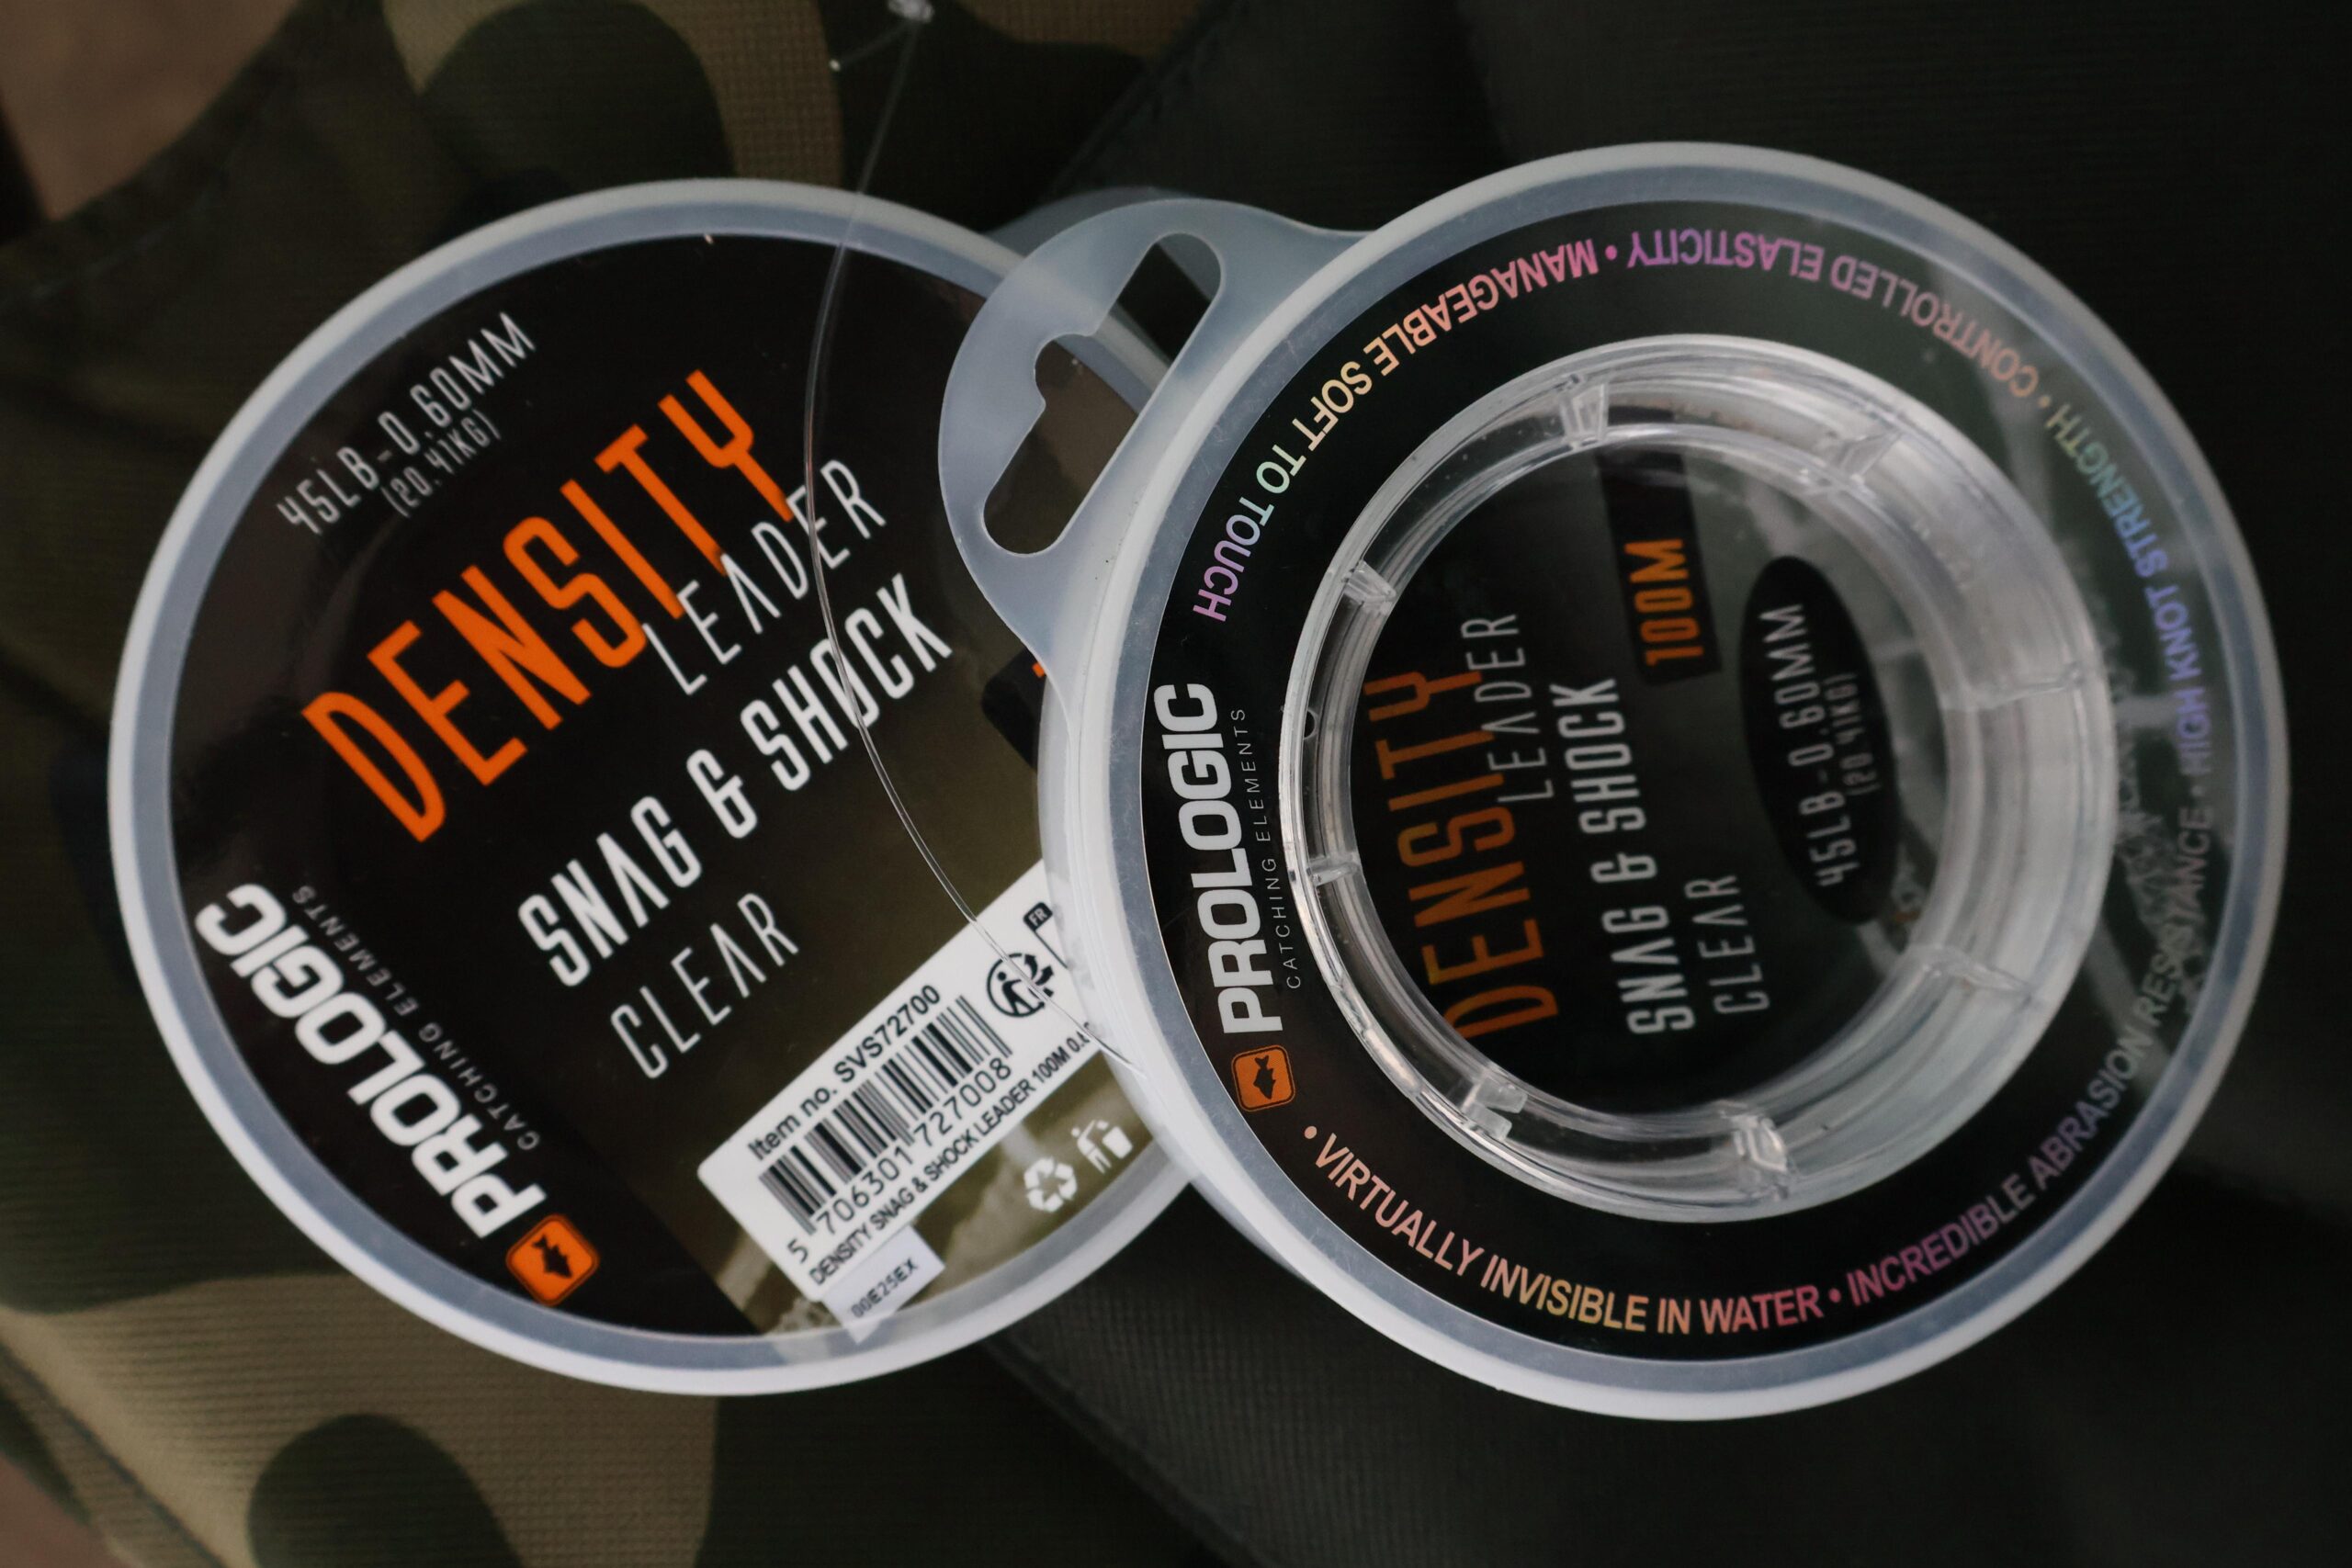 45LB-0.60MM
(20.41KG)
DENSITY
LEADER
SNAG & SHOCK
CLEAR
PROLOGIC
CATCHING ELEMENTS
Item no. SVS72700
5 706301 727008
DENSITY SNAG & SHOCK LEADER 100M
00E25EX
FR
PROLOGIC
CATCHING ELEMENTS
• VIRTUALLY INVISIBLE IN WATER • INCREDIBLE ABRASION RESISTANCE • HIGH KNOT STRENGTH • CONTROLLED ELASTICITY • MANAGEABLE SOFT TO TOUCH
DENSITY
LEADER
SNAG & SHOCK
CLEAR
100M
45LB-0.60MM
(20.41KG)